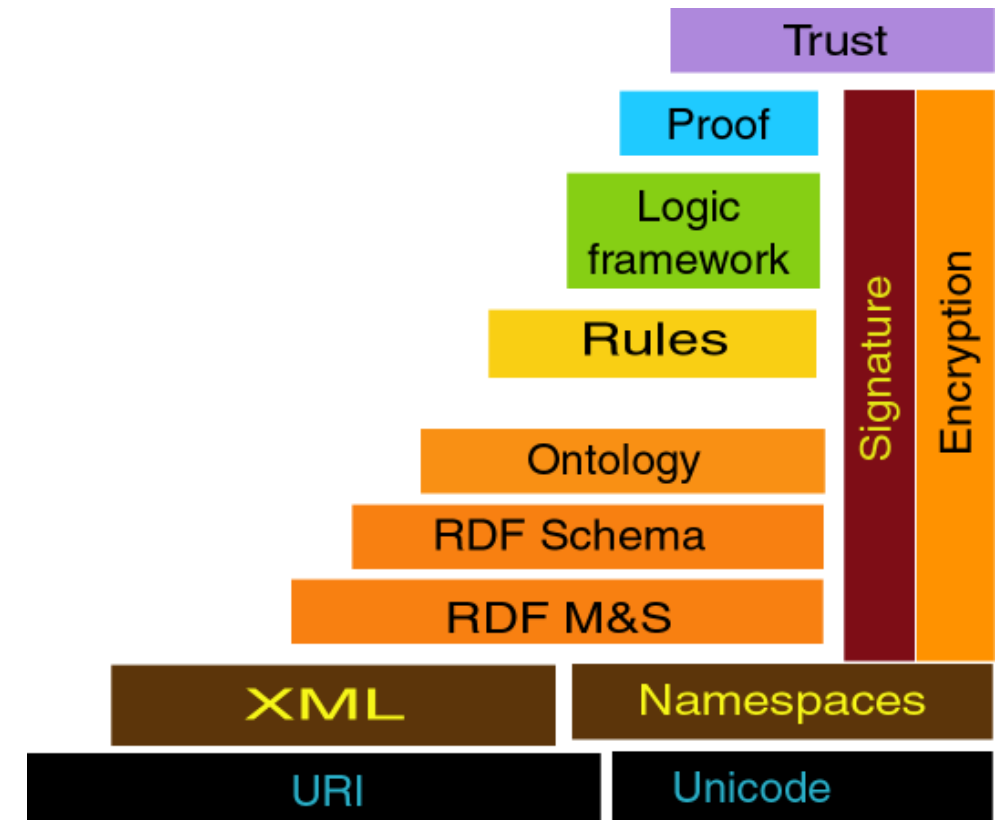 Trust
Proof
Logic
framework
Rules
Ontology
RDF Schema
RDF M&S
Signature
Encryption
XML
Namespaces
URI
Unicode